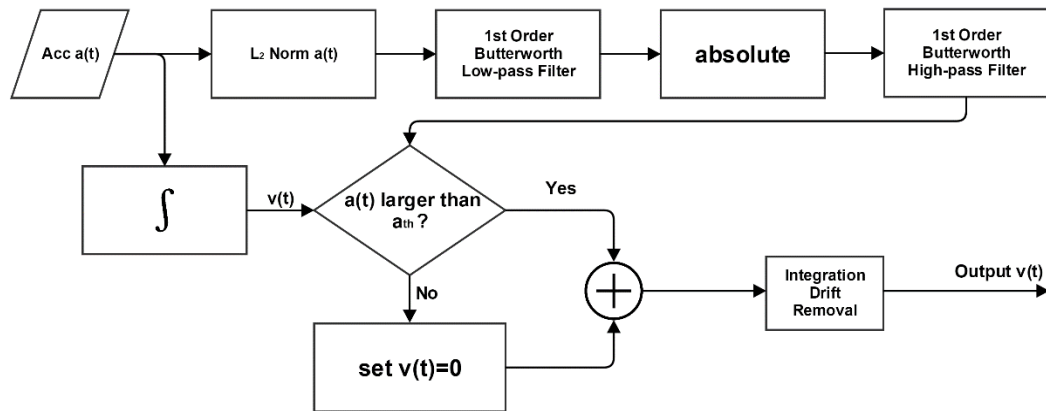 Acc a(t)
L₂ Norm a(t)
1st Order
Butterworth
Low-pass Filter
absolute
1st Order
Butterworth
High-pass Filter
∫
v(t)
a(t) larger than
aₜₕ ?
Yes
No
set v(t)=0
Integration
Drift
Removal
Output v(t)